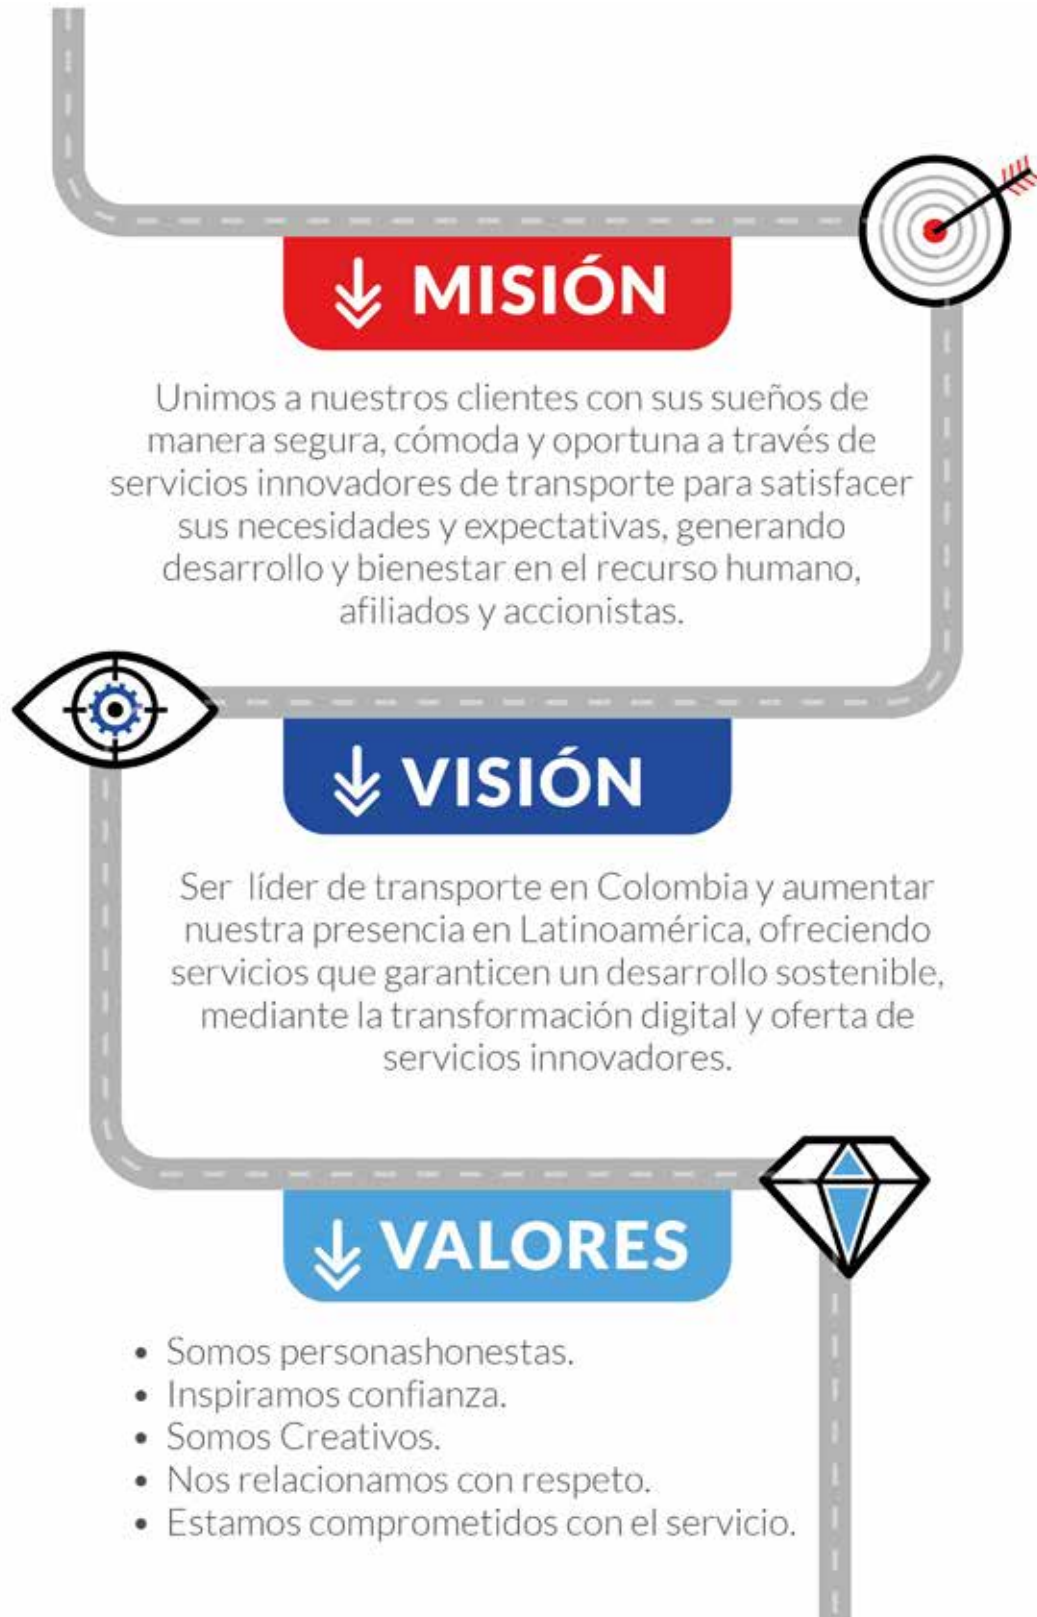 MISIÓN
Unimos a nuestros clientes con sus sueños de
manera segura, cómoda y oportuna a través de
servicios innovadores de transporte para satisfacer
sus necesidades y expectativas, generando
desarrollo y bienestar en el recurso humano,
afiliados y accionistas.
VISIÓN
Ser líder de transporte en Colombia y aumentar
nuestra presencia en Latinoamérica, ofreciendo
servicios que garanticen un desarrollo sostenible,
mediante la transformación digital y oferta de
servicios innovadores.
VALORES
• Somos personashonestas.
• Inspiramos confianza.
• Somos Creativos.
• Nos relacionamos con respeto.
• Estamos comprometidos con el servicio.